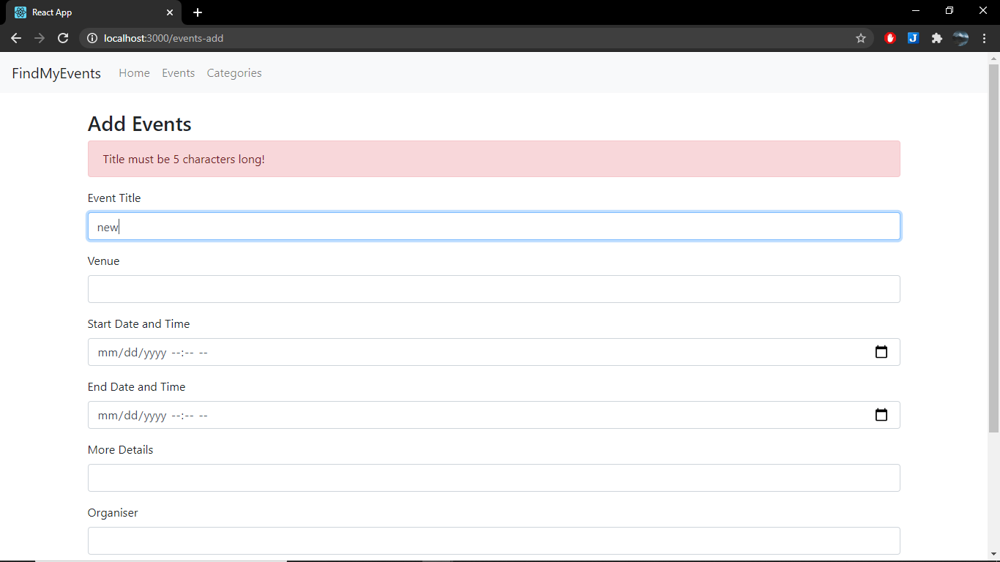 React App
localhost:3000/events-add
FindMyEvents Home Events Categories
Add Events
Title must be 5 characters long!
Event Title
new
Venue
Start Date and Time
mm/dd/yyyy --:-- --
End Date and Time
mm/dd/yyyy --:-- --
More Details
Organiser